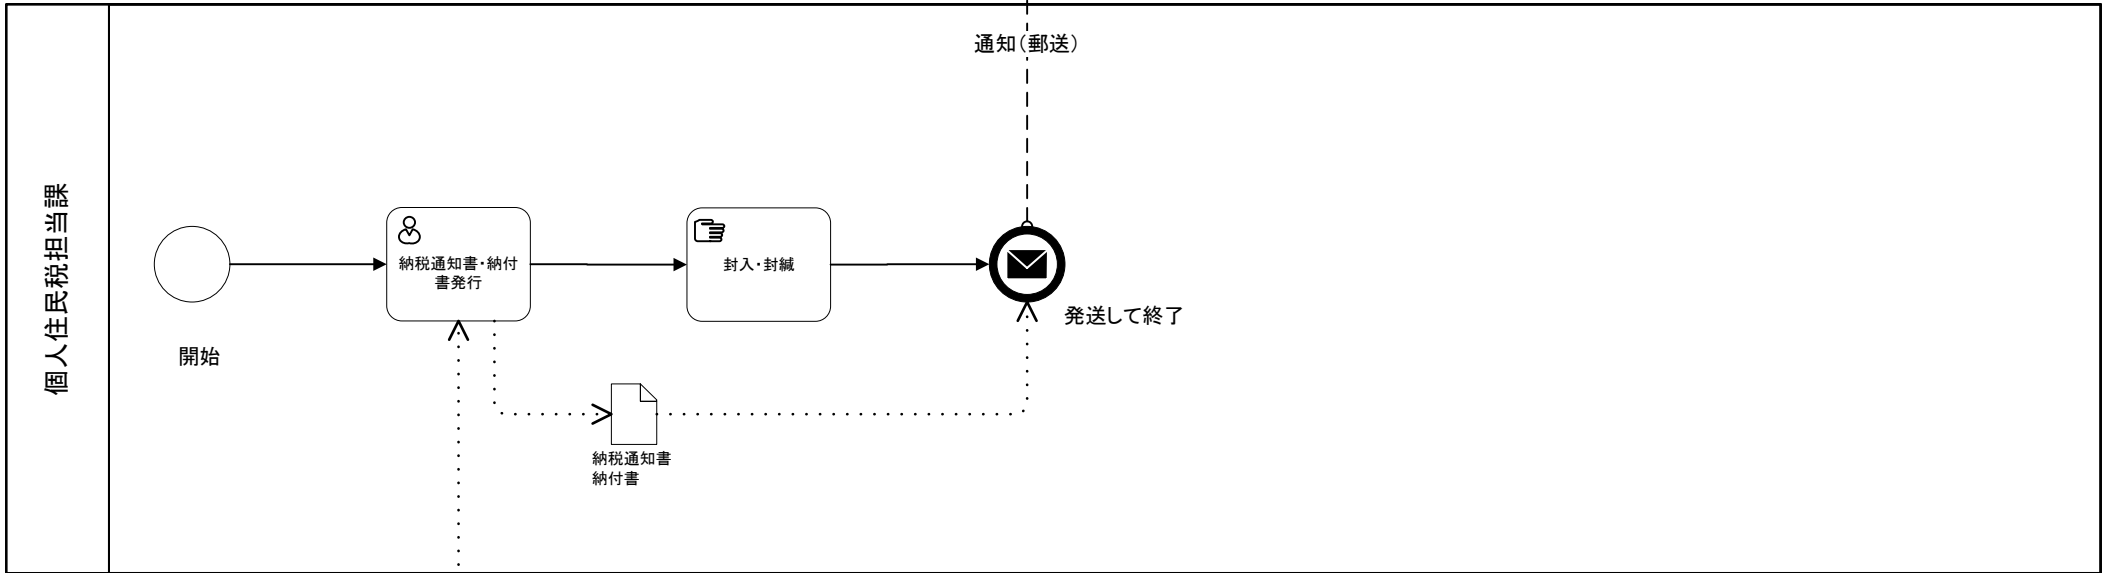 通知(郵送)
個人住民税担当課
納税通知書・納付
書発行
封入・封緘
発送して終了
開始
納税通知書
納付書